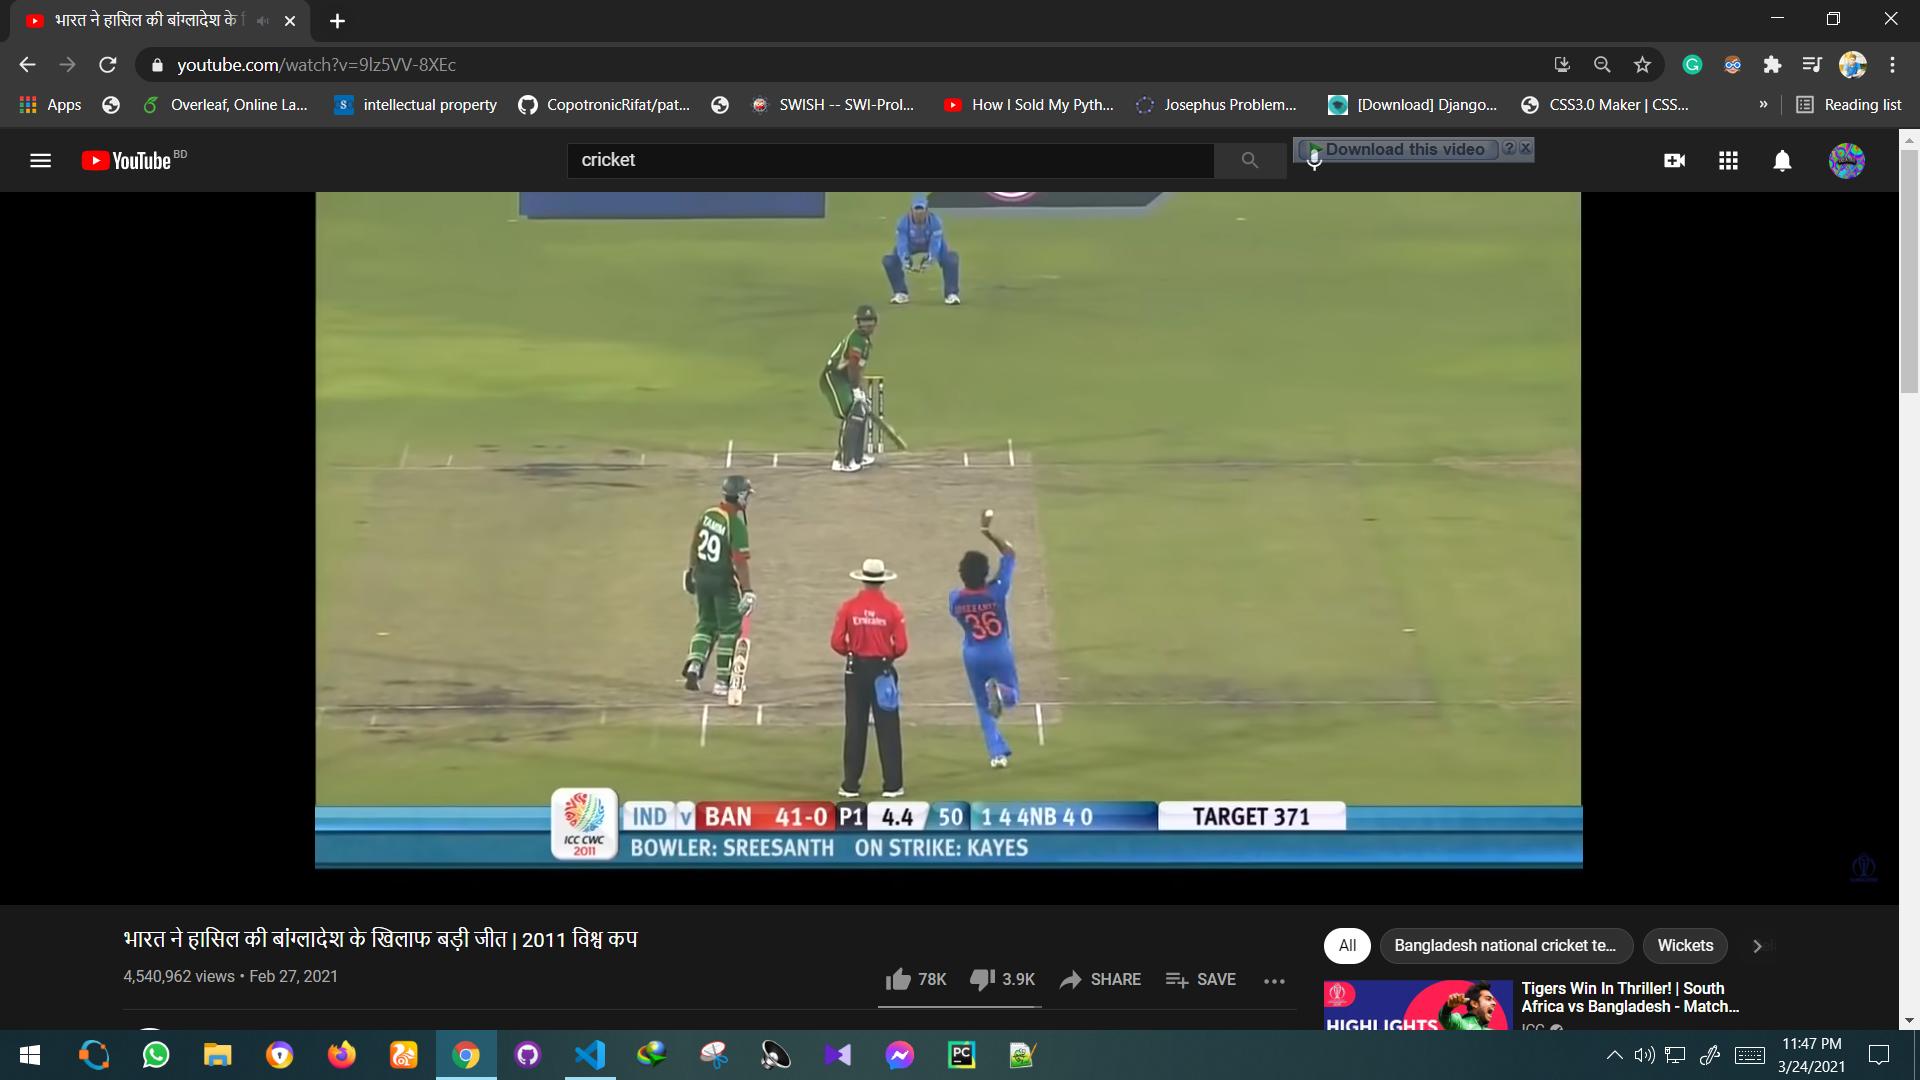 भारत ने हासिल की बांग्लादेश के
youtube.com/watch?v=9lz5VV-8XEc
Apps
Overleaf, Online La...
intellectual property
CopotronicRifat/pat...
SWISH -- SWI-Prol...
How I Sold My Pyth...
Josephus Problem...
[Download] Django...
CSS3.0 Maker | CSS...
»
Reading list
YouTube BD
cricket
Download this video ? X
TAMIM
29
Fly Emirates
SREESANTH
36
ICC CWC
2011
IND v BAN 41-0 P1 4.4 50 1 4 4NB 4 0 TARGET 371
BOWLER: SREESANTH ON STRIKE: KAYES
भारत ने हासिल की बांग्लादेश के खिलाफ बड़ी जीत | 2011 विश्व कप
4,540,962 views • Feb 27, 2021
78K
3.9K
SHARE
SAVE
All
Bangladesh national cricket te...
Wickets
HIGHLIGHTS
Tigers Win In Thriller! | South
Africa vs Bangladesh - Match...
ICC
PC
11:47 PM
3/24/2021